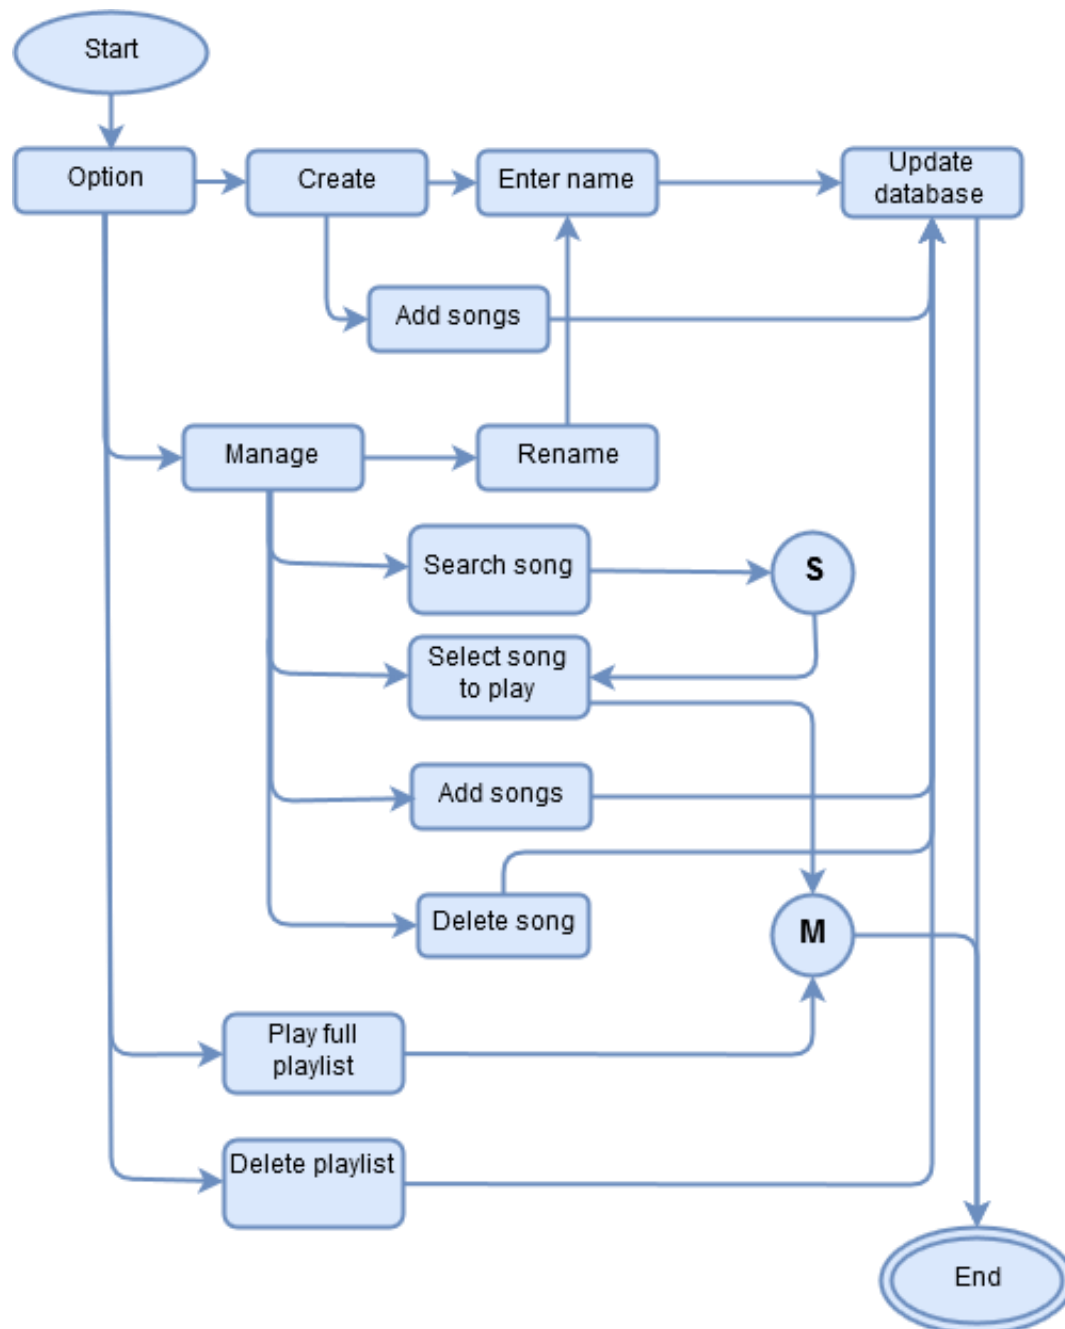 Start
Option
Create
Enter name
Update
database
Add songs
Manage
Rename
Search song
S
Select song
to play
Add songs
Delete song
M
Play full
playlist
Delete playlist
End